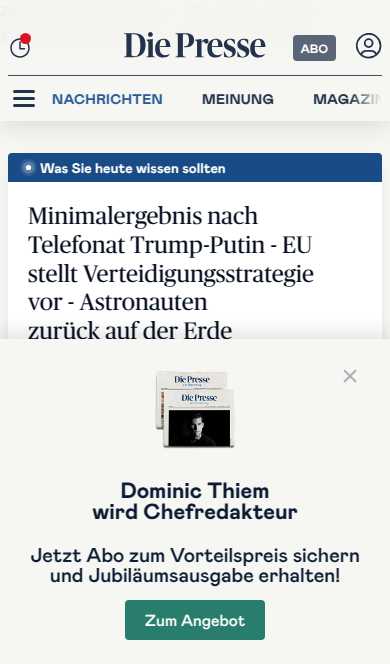 Die Presse
ABO
NACHRICHTEN MEINUNG MAGAZIN
Was Sie heute wissen sollten
Minimalergebnis nach
Telefonat Trump-Putin - EU
stellt Verteidigungsstrategie
vor - Astronauten
zurück auf der Erde
Die Presse
Die Presse
Dominic Thiem
wird Chefredakteur
Jetzt Abo zum Vorteilspreis sichern
und Jubiläumsausgabe erhalten!
Zum Angebot